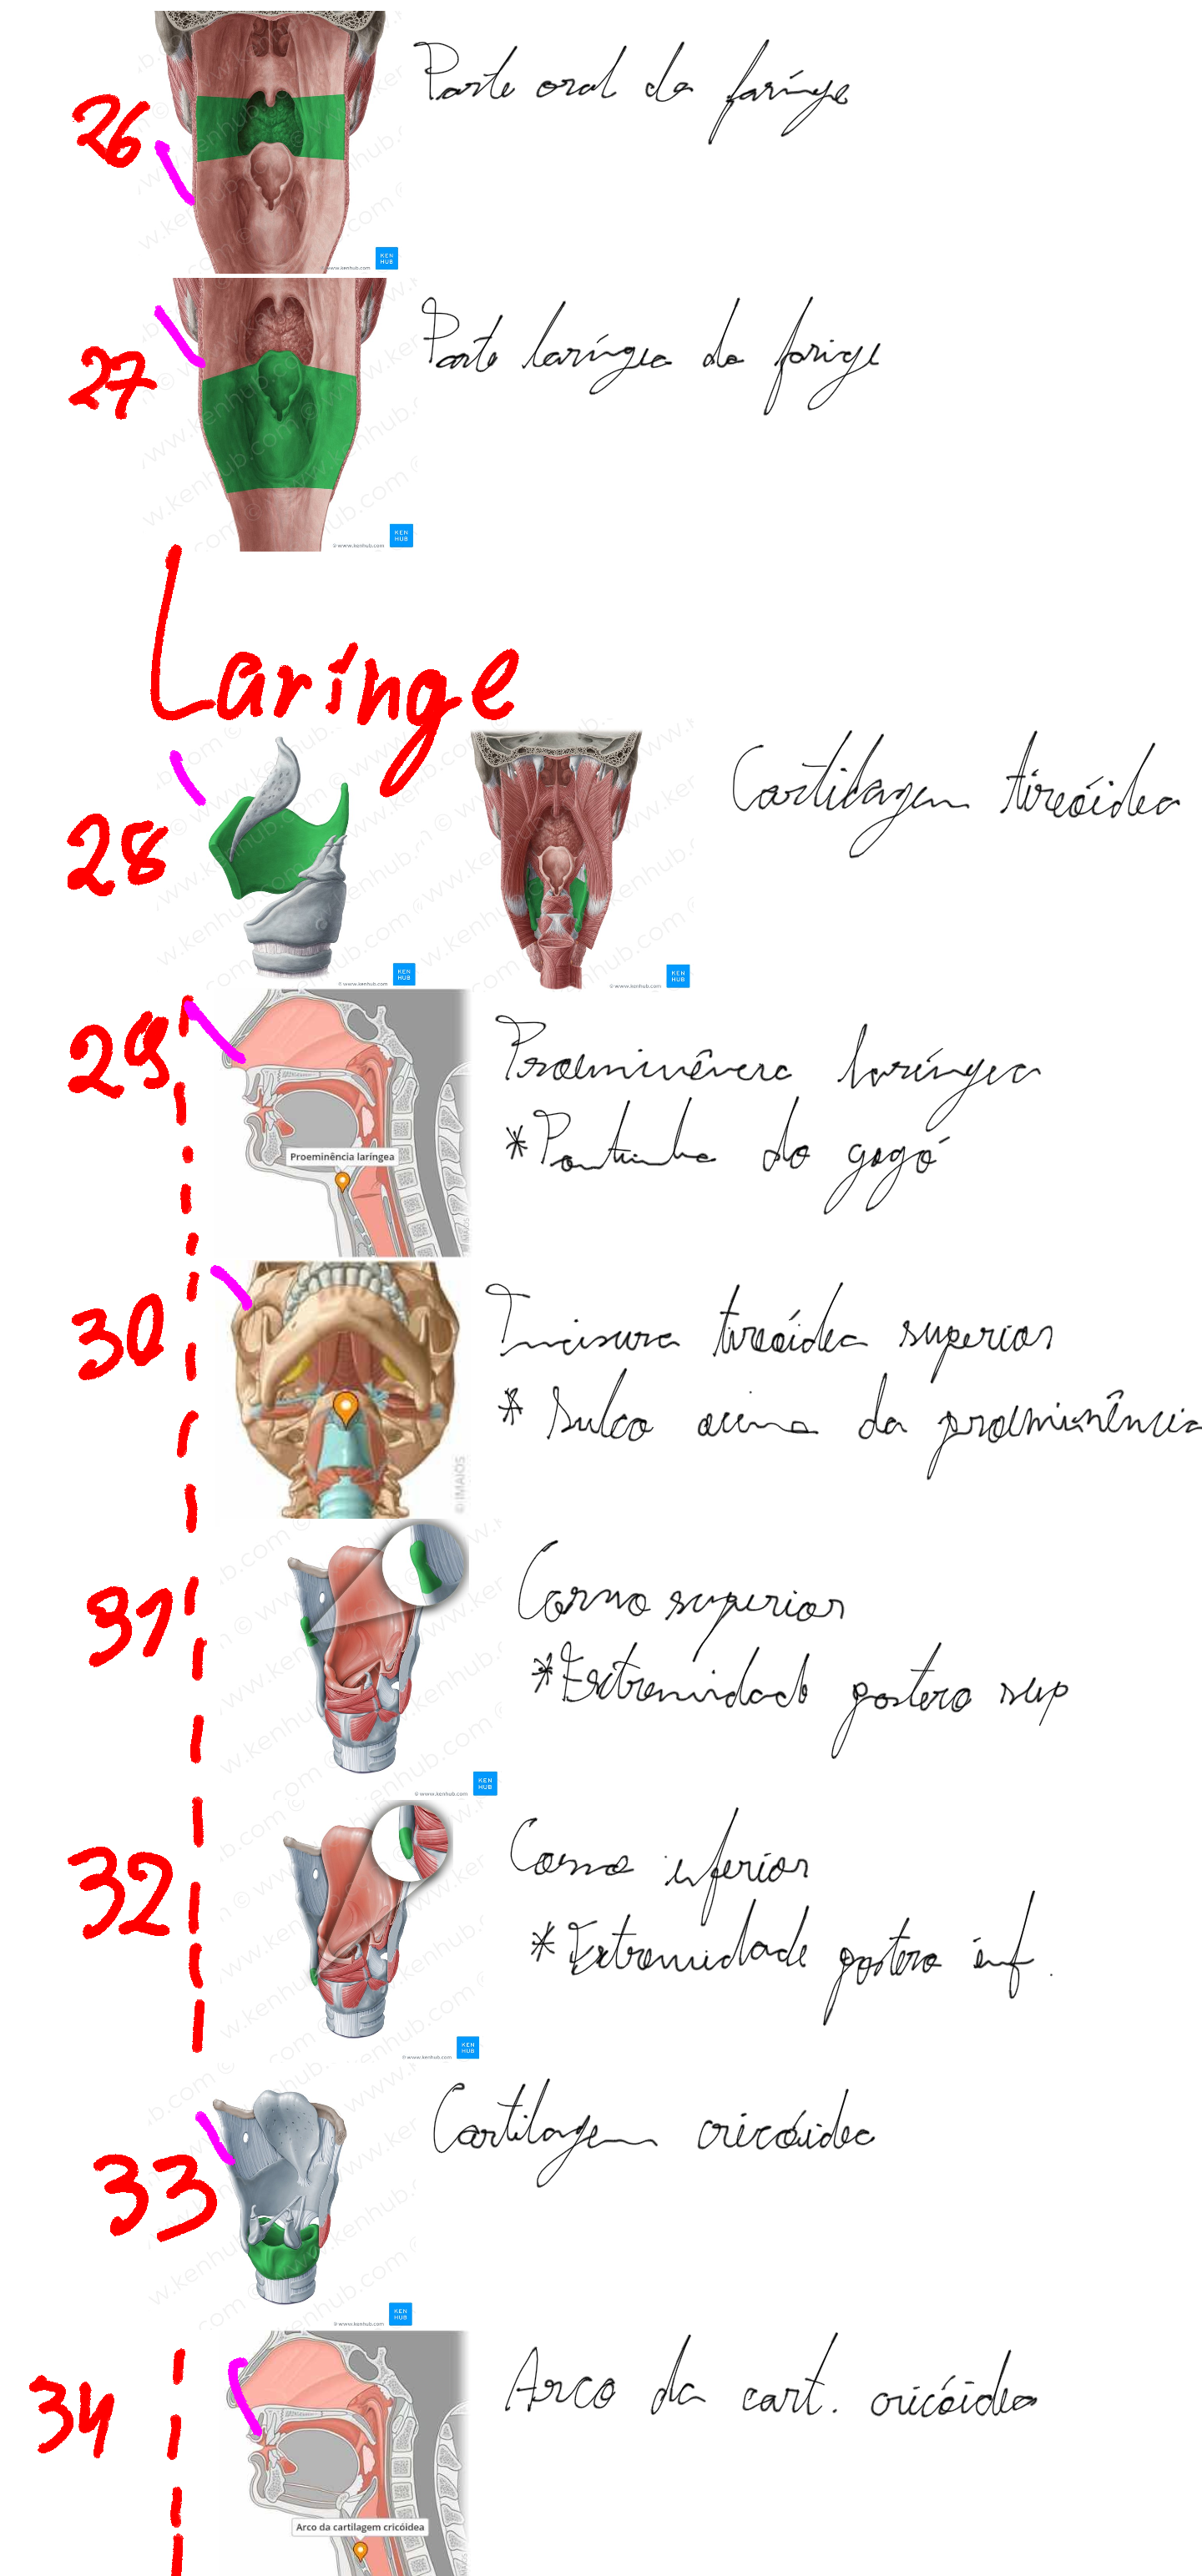 26 Parte oral da faringe
KEN HUB
© www.kenhub.com
27 Parte laríngea da faringe
KEN HUB
© www.kenhub.com
Laringe
28 Cartilagem tireóidea
KEN HUB
© www.kenhub.com
KEN HUB
© www.kenhub.com
29 Proeminência laríngea
* Pontinha do gogó
Proeminência laríngea
© IMAIOS
30 Incisura tireóidea superior
* Sulco acima da proeminência
© IMAIOS
31 Corno superior
* Extremidade postero sup
KEN HUB
© www.kenhub.com
32 Corno inferior
* Extremidade postero inf.
KEN HUB
© www.kenhub.com
33 Cartilagem cricóidea
KEN HUB
© www.kenhub.com
34 Arco da cart. cricóidea
Arco da cartilagem cricóidea